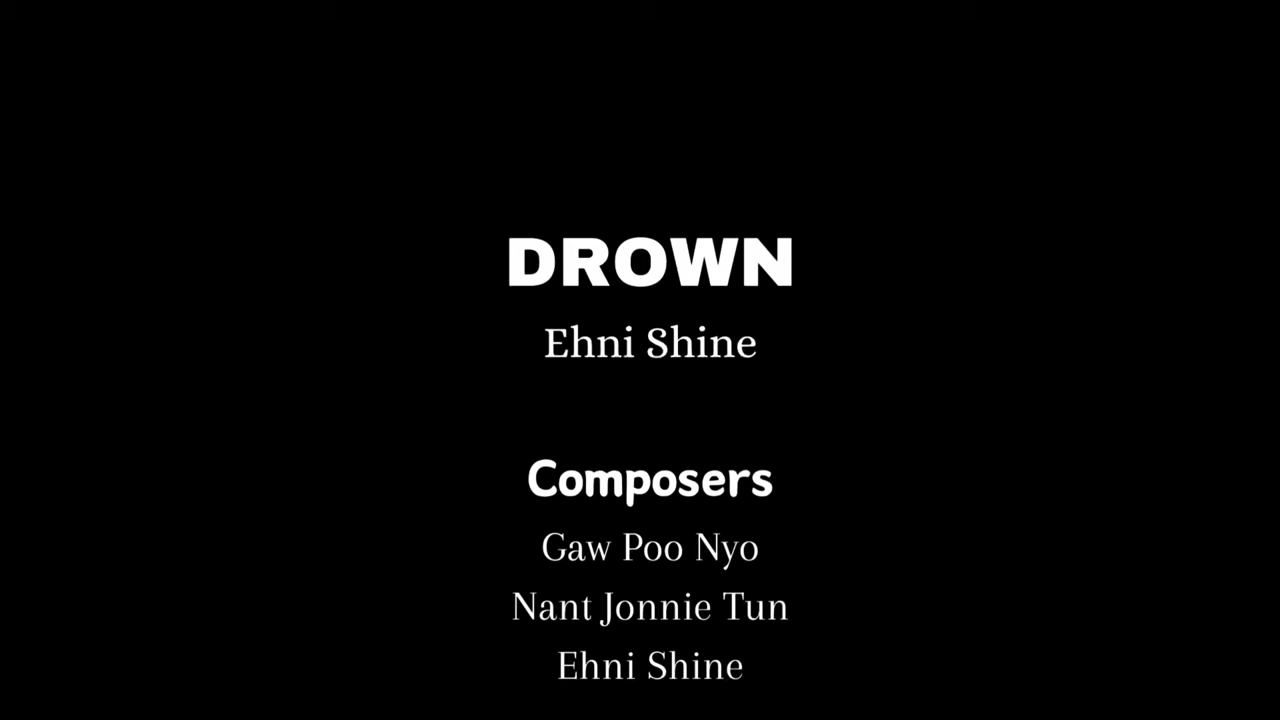 DROWN
Ehni Shine
Composers
Gaw Poo Nyo
Nant Jonnie Tun
Ehni Shine